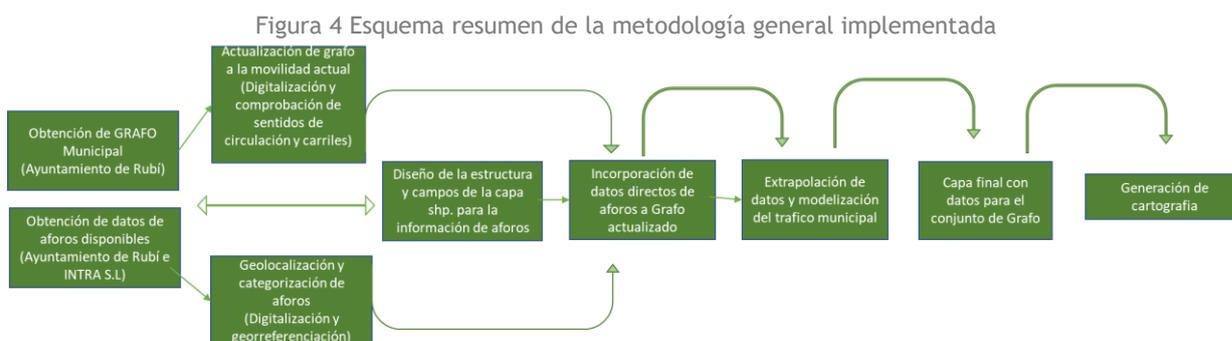 Figura 4 Esquema resumen de la metodología general implementada
Actualización de grafo
a la movilidad actual
(Digitalización y
comprobación de
sentidos de
circulación y carriles)
Obtención de GRAFO
Municipal
(Ayuntamiento de Rubí)
Obtención de datos de
aforos disponibles
(Ayuntamiento de Rubí e
INTRA S.L)
Geolocalización y
categorización de
aforos
(Digitalización y
georreferenciación)
Diseño de la estructura
y campos de la capa
shp. para la
información de aforos
Incorporación de
datos directos de
aforos a Grafo
actualizado
Extrapolación de
datos y modelización
del trafico municipal
Capa final con
datos para el
conjunto de Grafo
Generación de
cartografia